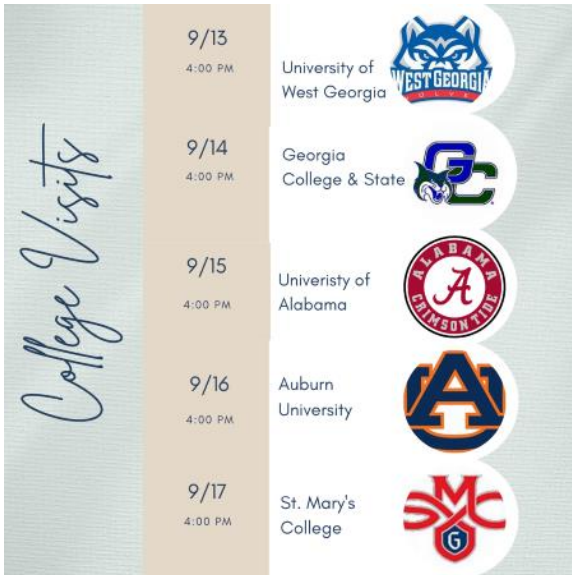 College Visits
9/13
4:00 PM
University of
West Georgia
WEST GEORGIA
9/14
4:00 PM
Georgia
College & State
GC
9/15
4:00 PM
Univeristy of
Alabama
ALABAMA
A
CRIMSON TIDE
9/16
4:00 PM
Auburn
University
AU
9/17
4:00 PM
St. Mary's
College
SMC
G